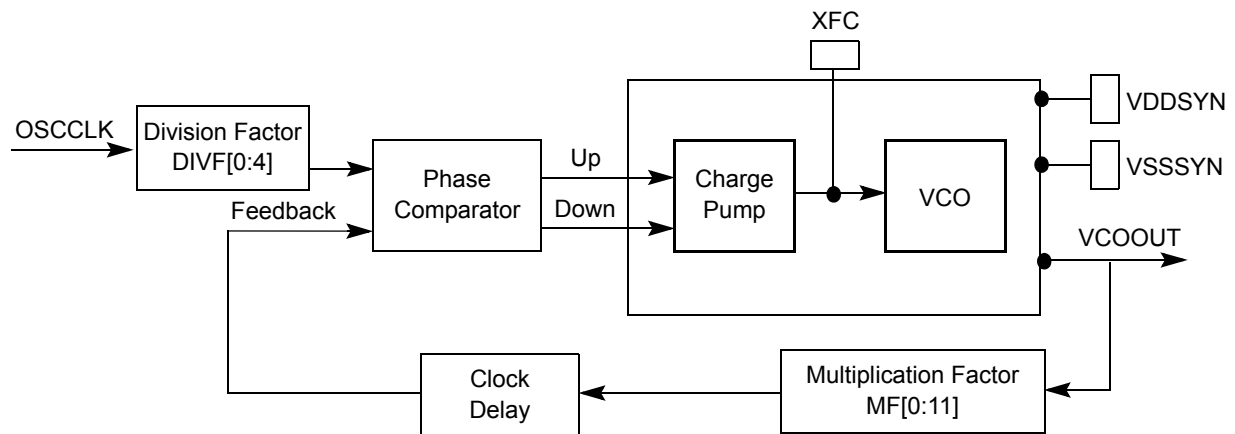 XFC
VDDSYN
OSCCLK
Division Factor
DIVF[0:4]
Up
VSSSYN
Phase
Comparator
Charge
Pump
VCO
Feedback
Down
VCOOUT
Clock
Delay
Multiplication Factor
MF[0:11]